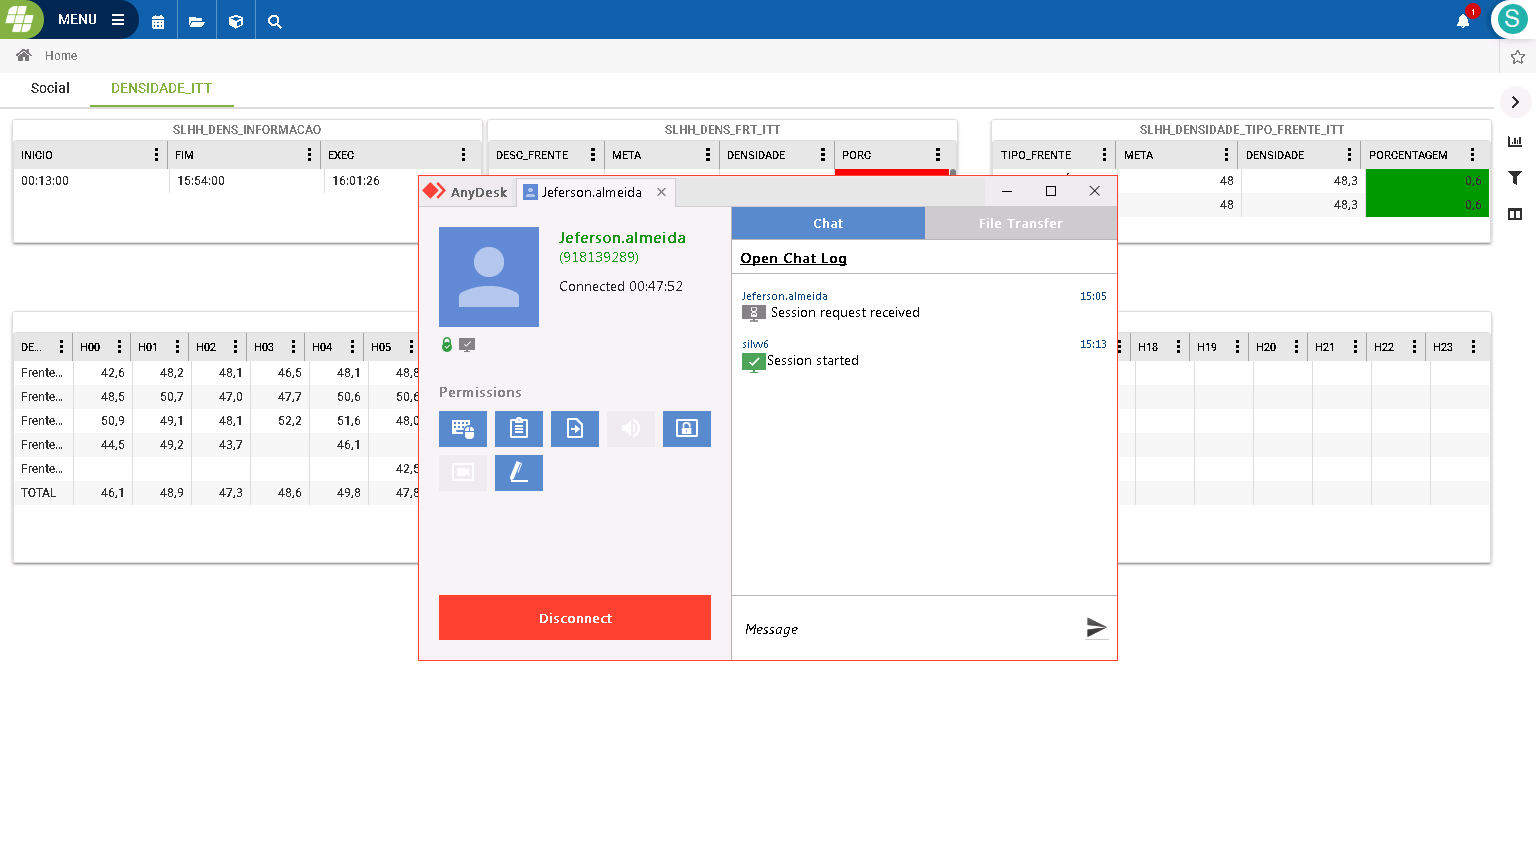 MENU
1
S
Home
Social
DENSIDADE_ITT
SLHH_DENS_INFORMACAO
INICIO FIM EXEC
00:13:00 15:54:00 16:01:26
SLHH_DENS_FRT_ITT
DESC_FRENTE META DENSIDADE PORC
SLHH_DENSIDADE_TIPO_FRENTE_ITT
TIPO_FRENTE META DENSIDADE PORCENTAGEM
48 48,3 0,6
48 48,3 0,6
AnyDesk
Jeferson.almeida
Jeferson.almeida
(918139289)
Connected 00:47:52
Permissions
Disconnect
Chat
File Transfer
Open Chat Log
Jeferson.almeida 15:05
Session request received
silvv6 15:13
Session started
Message
DE... H00 H01 H02 H03 H04 H05 H18 H19 H20 H21 H22 H23
Frente... 42,6 48,2 48,1 46,5 48,1 48,8
Frente... 48,5 50,7 47,0 47,7 50,6 50,6
Frente... 50,9 49,1 48,1 52,2 51,6 48,0
Frente... 44,5 49,2 43,7 46,1
Frente... 42,5
TOTAL 46,1 48,9 47,3 48,6 49,8 47,8